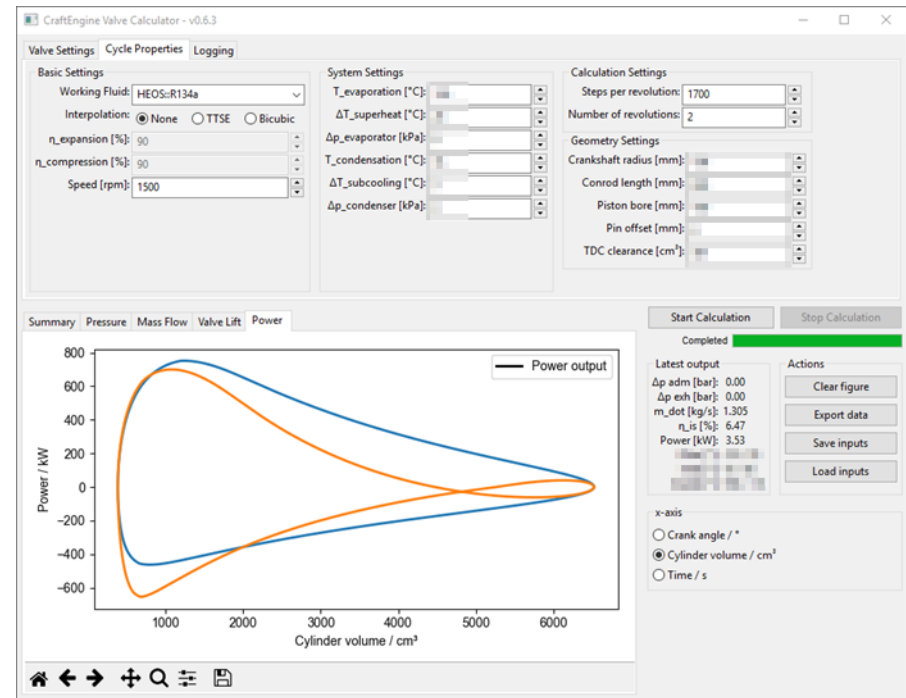 CraftEngine Valve Calculator - v0.6.3
Valve Settings Cycle Properties Logging
Basic Settings
Working Fluid: HEOS::R134a
Interpolation: None TTSE Bicubic
η_expansion [%]: 90
η_compression [%]: 90
Speed [rpm]: 1500
System Settings
T_evaporation [°C]:
ΔT_superheat [°C]:
Δp_evaporator [kPa]:
T_condensation [°C]:
ΔT_subcooling [°C]:
Δp_condenser [kPa]:
Calculation Settings
Steps per revolution: 1700
Number of revolutions: 2
Geometry Settings
Crankshaft radius [mm]:
Conrod length [mm]:
Piston bore [mm]:
Pin offset [mm]:
TDC clearance [cm³]:
Summary Pressure Mass Flow Valve Lift Power
800
600
400
200
0
−200
−400
−600
Power / kW
Power output
1000 2000 3000 4000 5000 6000
Cylinder volume / cm³
Start Calculation Stop Calculation
Completed
Latest output
Δp adm [bar]: 0.00
Δp exh [bar]: 0.00
m_dot [kg/s]: 1.305
η_is [%]: 6.47
Power [kW]: 3.53
Actions
Clear figure
Export data
Save inputs
Load inputs
x-axis
Crank angle / °
Cylinder volume / cm³
Time / s